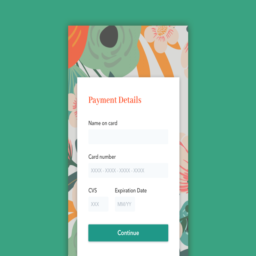 Payment Details
Name on card
Card number
XXXX - XXXX - XXXX - XXXX
CVS Expiration Date
XXX MM/YY
Continue